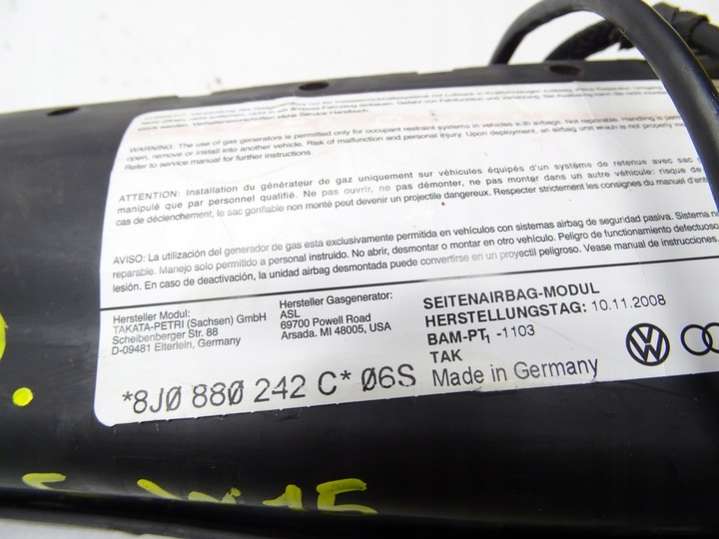 WARNING: The use of gas generators is permitted only for occupant restraint systems in vehicles with airbag. Not repairable. Handling is perm
open, remove or install into another vehicle. Risk of malfunction and personal injury. Upon deployment, an airbag unit which is not properly mo
Refer to service manual for further instructions.
ATTENTION: Installation du générateur de gaz uniquement sur véhicules équipés d'un système de retenus avec sac
manipulé que par personnel qualifié. Ne pas ouvrir, ne pas démonter, ne pas monter dans un autre véhicule: risque de
cas de déclenchement, le sac gonflable non monté peut devenir un projectile dangereux. Respecter strictement les consignes du manuel d'ent
AVISO: La utilización del generador de gas esta exclusivamente permitida en vehículos con sistemas airbag de seguridad pasiva. Sistema n
reparable. Manejo solo permitido a personal instruido. No abrir, desmontar o montar en otro vehículo. Peligro de funcionamiento defectuoso
lesión. En caso de deactivación, la unidad airbag desmontada puede convertirse en un proyectil peligroso. Vease manual de instrucciones.
Hersteller Modul:
TAKATA-PETRI (Sachsen) GmbH
Scheibenberger Str. 88
D-09481 Elterlein, Germany
Hersteller Gasgenerator:
ASL
69700 Powell Road
Arsada. MI 48005, USA
SEITENAIRBAG-MODUL
HERSTELLUNGSTAG: 10.11.2008
BAM-PT1 -1103
TAK
Made in Germany
*8J0 880 242 C* 06S